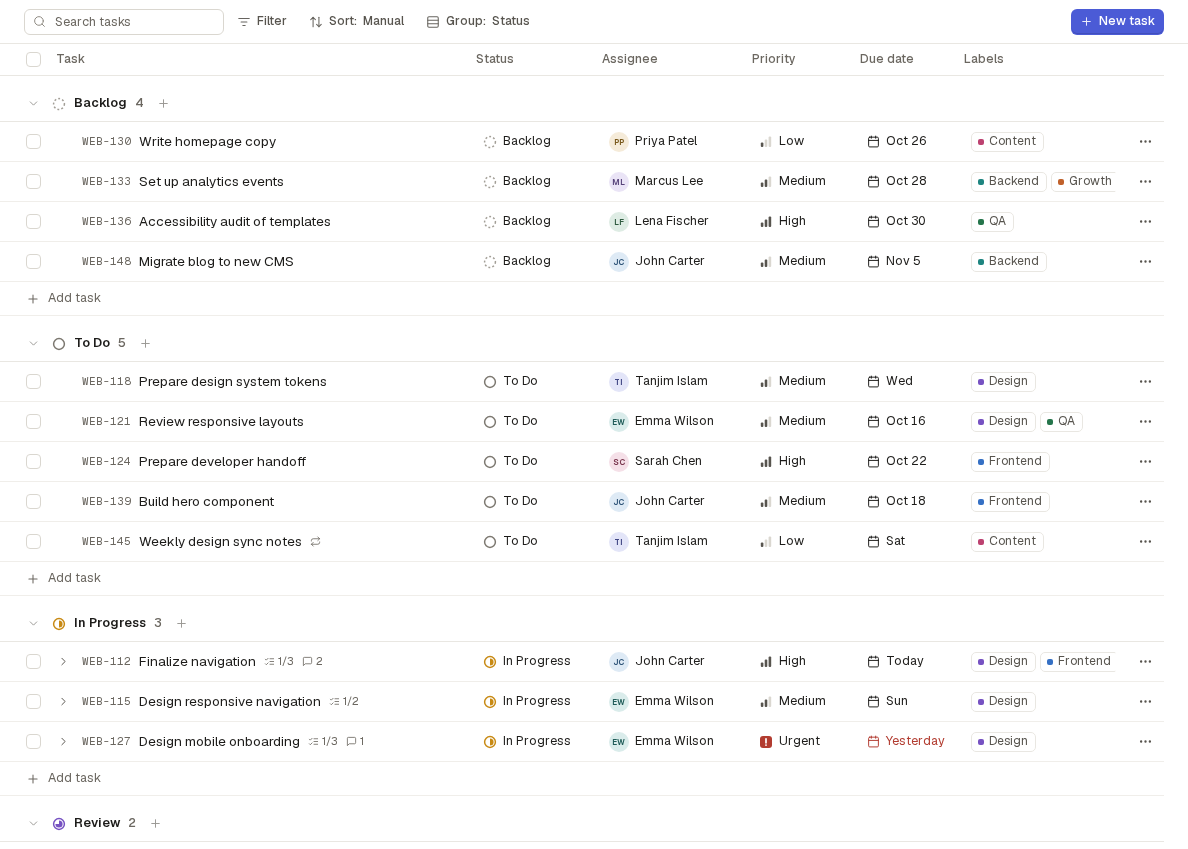 Search tasks Filter Sort: Manual Group: Status New task
Task Status Assignee Priority Due date Labels
Backlog 4
WEB-130 Write homepage copy Backlog PP Priya Patel Low Oct 26 Content
WEB-133 Set up analytics events Backlog ML Marcus Lee Medium Oct 28 Backend Growth
WEB-136 Accessibility audit of templates Backlog LF Lena Fischer High Oct 30 QA
WEB-148 Migrate blog to new CMS Backlog JC John Carter Medium Nov 5 Backend
Add task
To Do 5
WEB-118 Prepare design system tokens To Do TI Tanjim Islam Medium Wed Design
WEB-121 Review responsive layouts To Do EW Emma Wilson Medium Oct 16 Design QA
WEB-124 Prepare developer handoff To Do SC Sarah Chen High Oct 22 Frontend
WEB-139 Build hero component To Do JC John Carter Medium Oct 18 Frontend
WEB-145 Weekly design sync notes To Do TI Tanjim Islam Low Sat Content
Add task
In Progress 3
WEB-112 Finalize navigation 1/3 2 In Progress JC John Carter High Today Design Frontend
WEB-115 Design responsive navigation 1/2 In Progress EW Emma Wilson Medium Sun Design
WEB-127 Design mobile onboarding 1/3 1 In Progress EW Emma Wilson Urgent Yesterday Design
Add task
Review 2